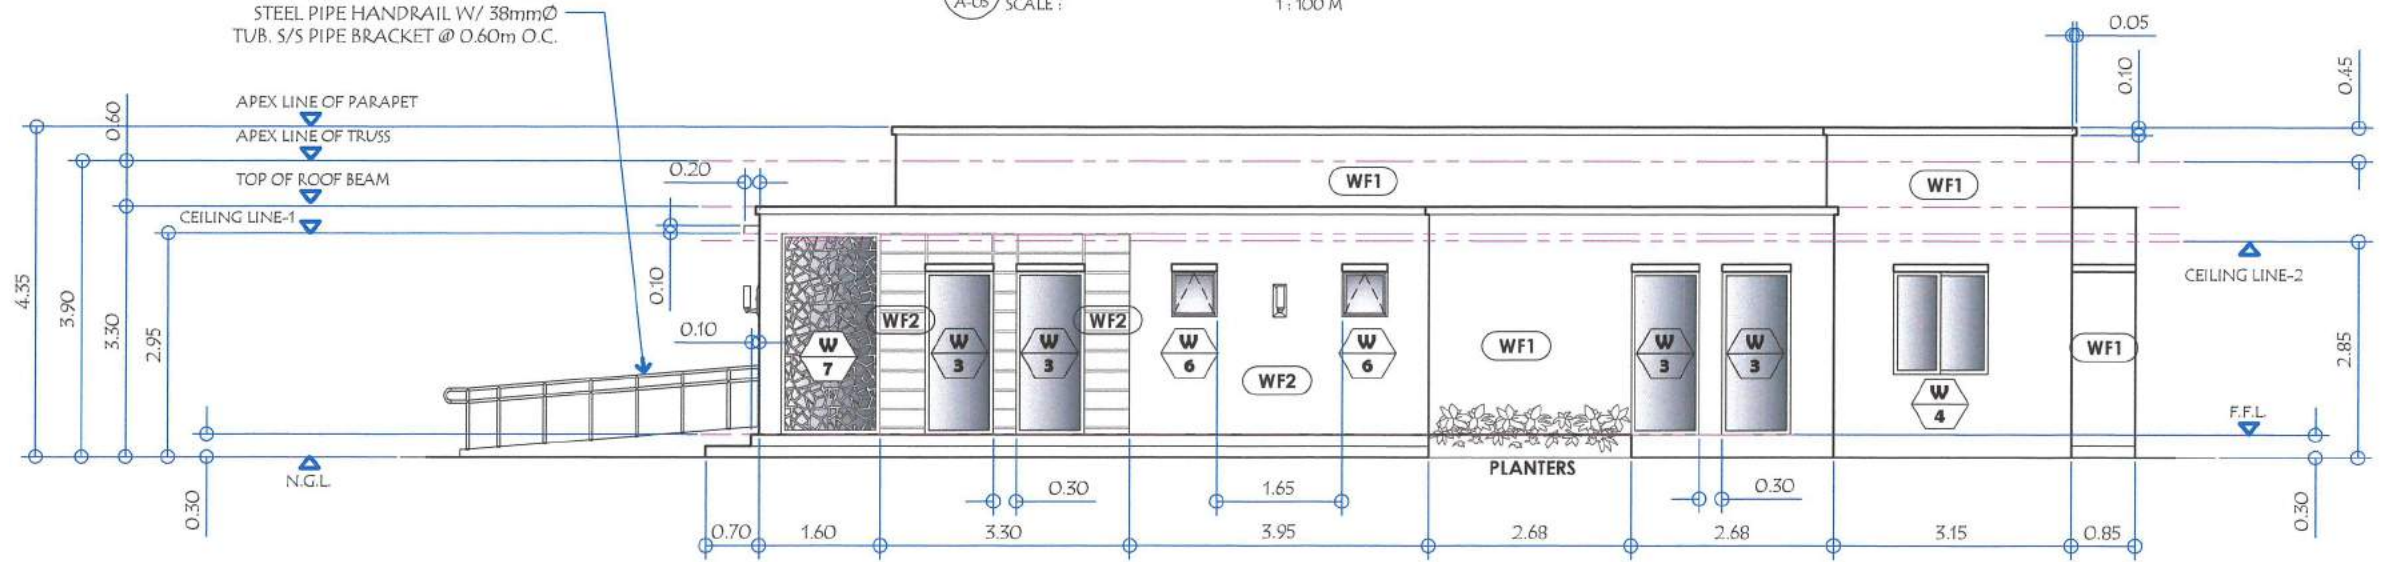 STEEL PIPE HANDRAIL W/ 38mmØ
TUB. S/S PIPE BRACKET @ 0.60m O.C.
A-05 SCALE : 1 : 100 M
0.05
0.10
0.45
APEX LINE OF PARAPET
0.60
APEX LINE OF TRUSS
0.20
TOP OF ROOF BEAM
WF1
WF1
CEILING LINE-1
CEILING LINE-2
4.35
3.90
3.30
2.95
0.10
0.10
WF2
WF2
W
7
W
3
W
3
W
6
WF2
W
6
WF1
W
3
W
3
W
4
WF1
2.85
F.F.L.
N.G.L.
PLANTERS
0.30
0.30
1.65
0.30
0.30
0.70
1.60
3.30
3.95
2.68
2.68
3.15
0.85